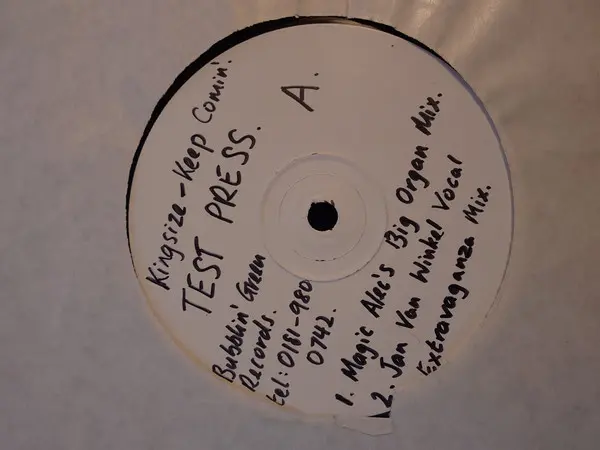 Kingsize - Keep Comin'.
TEST PRESS.
A.
Bubblin' Green
Records.
tel: 0181-980
0742.
1. Magic Alec's Big Organ Mix.
2. Jan Van Winkel Vocal
Extravaganza Mix.